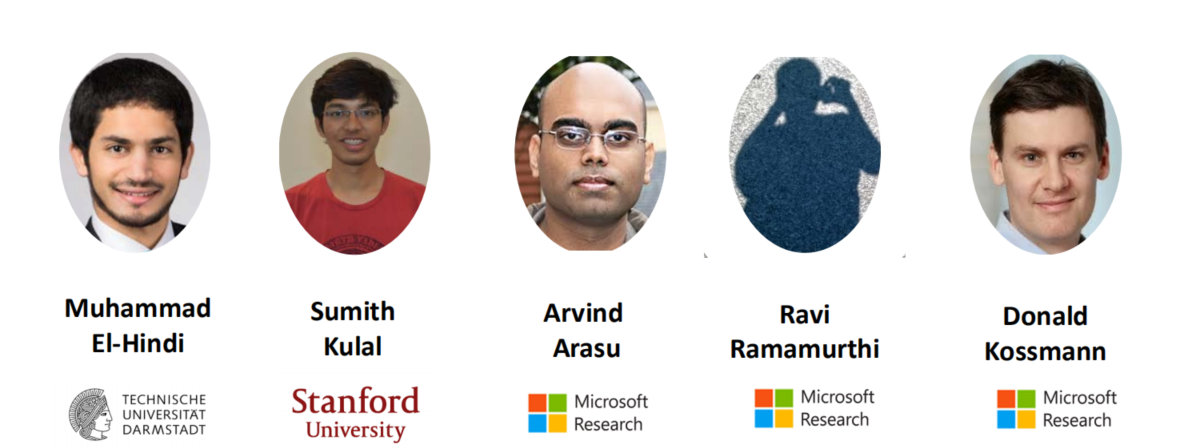 Muhammad
El-Hindi
TECHNISCHE
UNIVERSITÄT
DARMSTADT
Sumith
Kulal
Stanford
University
Arvind
Arasu
Microsoft
Research
Ravi
Ramamurthi
Microsoft
Research
Donald
Kossmann
Microsoft
Research